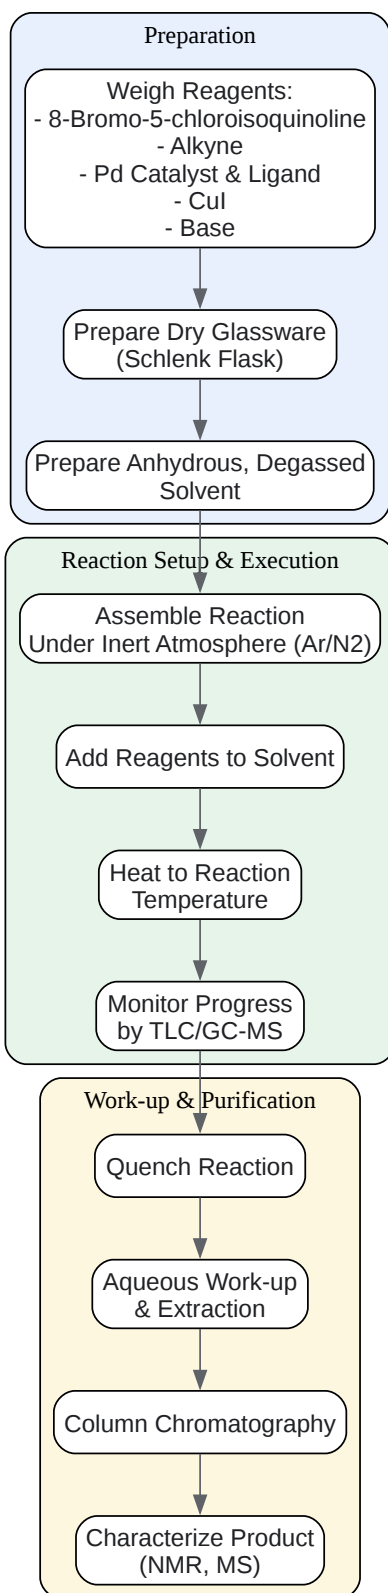 Preparation
Weigh Reagents:
- 8-Bromo-5-chloroisoquinoline
- Alkyne
- Pd Catalyst & Ligand
- CuI
- Base
Prepare Dry Glassware
(Schlenk Flask)
Prepare Anhydrous, Degassed
Solvent
Reaction Setup & Execution
Assemble Reaction
Under Inert Atmosphere (Ar/N2)
Add Reagents to Solvent
Heat to Reaction
Temperature
Monitor Progress
by TLC/GC-MS
Work-up & Purification
Quench Reaction
Aqueous Work-up
& Extraction
Column Chromatography
Characterize Product
(NMR, MS)